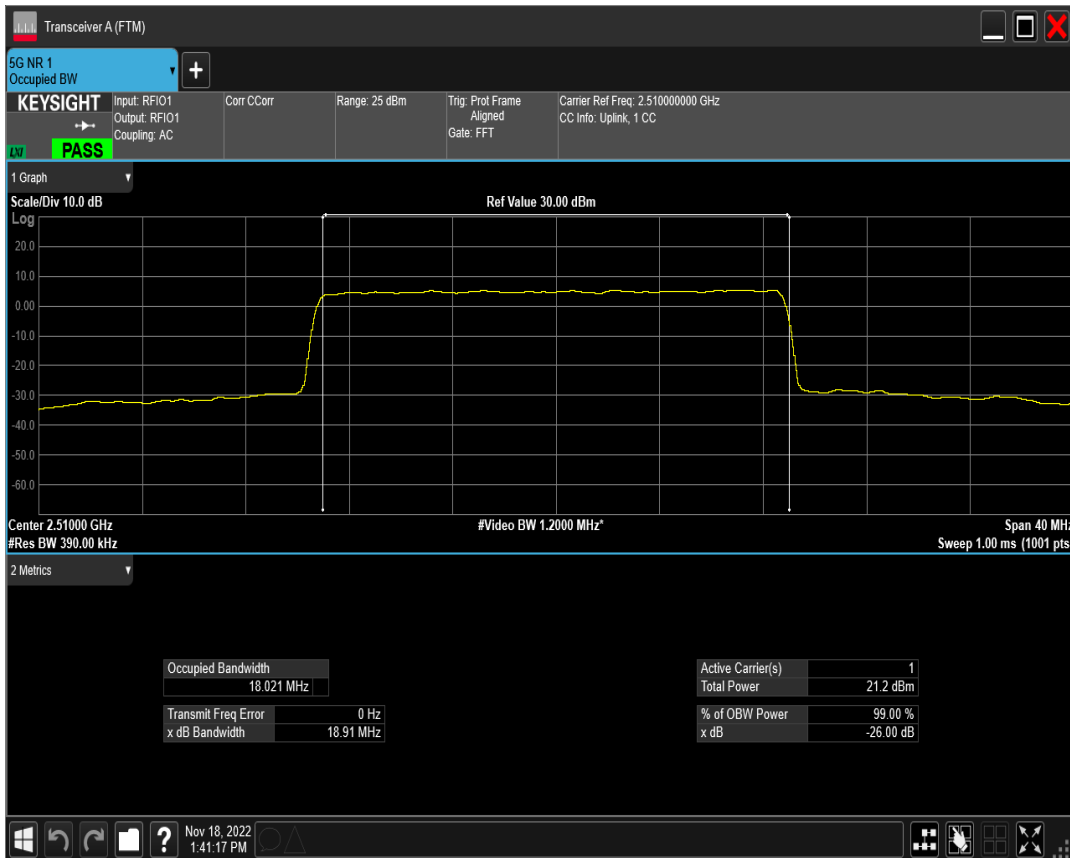 Transceiver A (FTM)
5G NR 1
Occupied BW
+
KEYSIGHT
LXI
PASS
Input: RFIO1
Output: RFIO1
Coupling: AC
Corr CCorr
Range: 25 dBm
Trig: Prot Frame
Aligned
Gate: FFT
Carrier Ref Freq: 2.510000000 GHz
CC Info: Uplink, 1 CC
1 Graph
Scale/Div 10.0 dB
Ref Value 30.00 dBm
Log
20.0
10.0
0.00
-10.0
-20.0
-30.0
-40.0
-50.0
-60.0
Center 2.51000 GHz
#Video BW 1.2000 MHz*
Span 40 MHz
#Res BW 390.00 kHz
Sweep 1.00 ms (1001 pts
2 Metrics
Occupied Bandwidth
18.021 MHz
Transmit Freq Error 0 Hz
x dB Bandwidth 18.91 MHz
Active Carrier(s) 1
Total Power 21.2 dBm
% of OBW Power 99.00 %
x dB -26.00 dB
?
Nov 18, 2022
1:41:17 PM